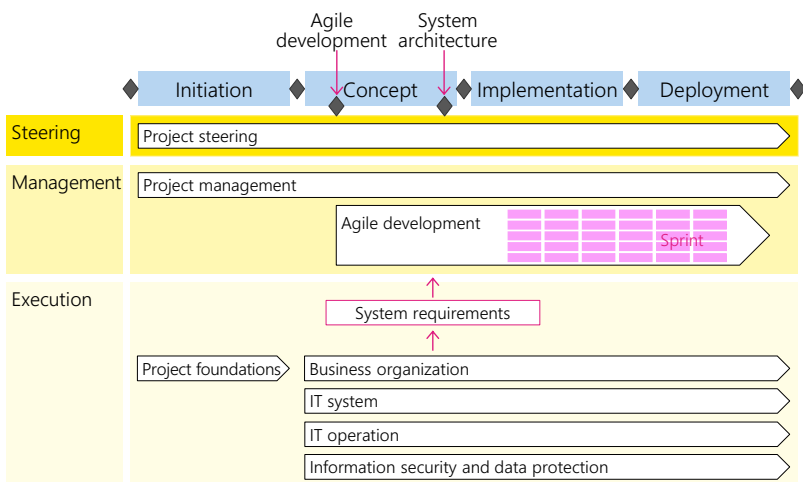 Agile
development
System
architecture
Initiation
Concept
Implementation
Deployment
Steering
Project steering
Management
Project management
Agile development
Sprint
Execution
System requirements
Project foundations
Business organization
IT system
IT operation
Information security and data protection